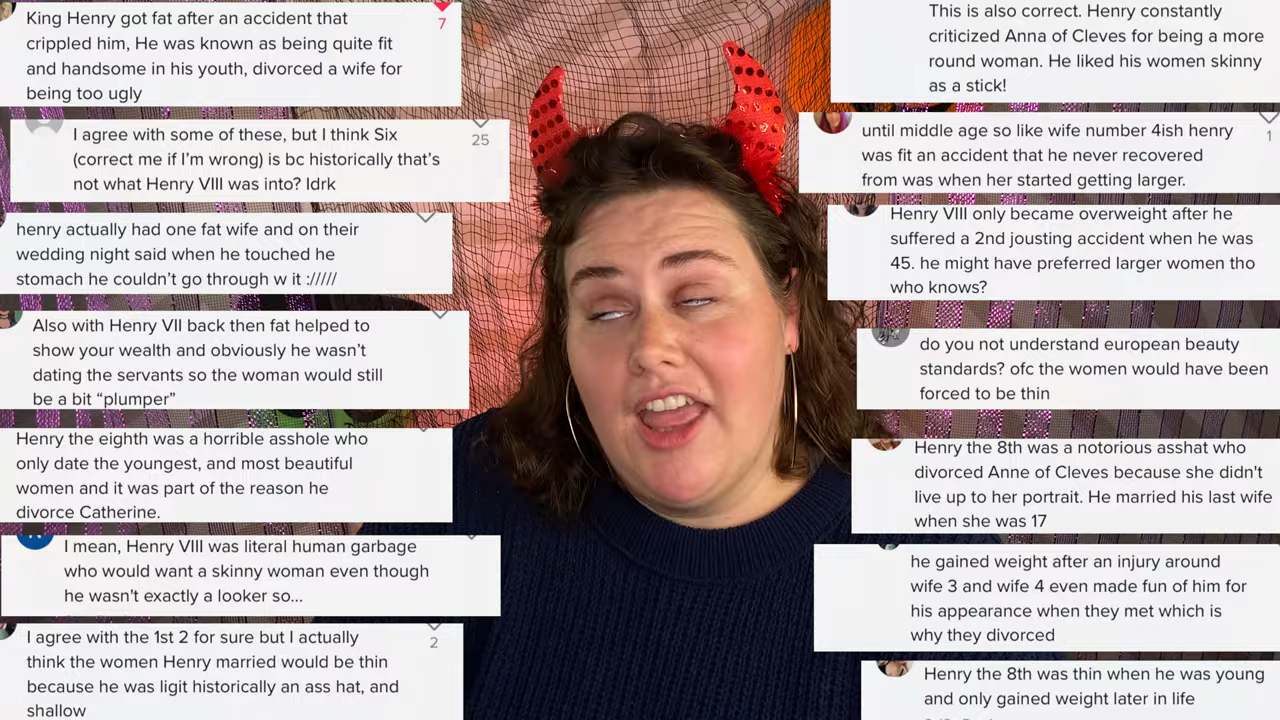 King Henry got fat after an accident that
crippled him, He was known as being quite fit
and handsome in his youth, divorced a wife for
being too ugly
7
I agree with some of these, but I think Six
(correct me if I'm wrong) is bc historically that's
not what Henry VIII was into? Idrk
25
henry actually had one fat wife and on their
wedding night said when he touched he
stomach he couldn't go through w it ://///
Also with Henry VII back then fat helped to
show your wealth and obviously he wasn't
dating the servants so the woman would still
be a bit “plumper”
Henry the eighth was a horrible asshole who
only date the youngest, and most beautiful
women and it was part of the reason he
divorce Catherine.
I mean, Henry VIII was literal human garbage
who would want a skinny woman even though
he wasn't exactly a looker so...
I agree with the 1st 2 for sure but I actually
think the women Henry married would be thin
because he was ligit historically an ass hat, and
shallow
2
This is also correct. Henry constantly
criticized Anna of Cleves for being a more
round woman. He liked his women skinny
as a stick!
until middle age so like wife number 4ish henry
was fit an accident that he never recovered
from was when her started getting larger.
1
Henry VIII only became overweight after he
suffered a 2nd jousting accident when he was
45. he might have preferred larger women tho
who knows?
do you not understand european beauty
standards? ofc the women would have been
forced to be thin
Henry the 8th was a notorious asshat who
divorced Anne of Cleves because she didn't
live up to her portrait. He married his last wife
when she was 17
he gained weight after an injury around
wife 3 and wife 4 even made fun of him for
his appearance when they met which is
why they divorced
Henry the 8th was thin when he was young
and only gained weight later in life